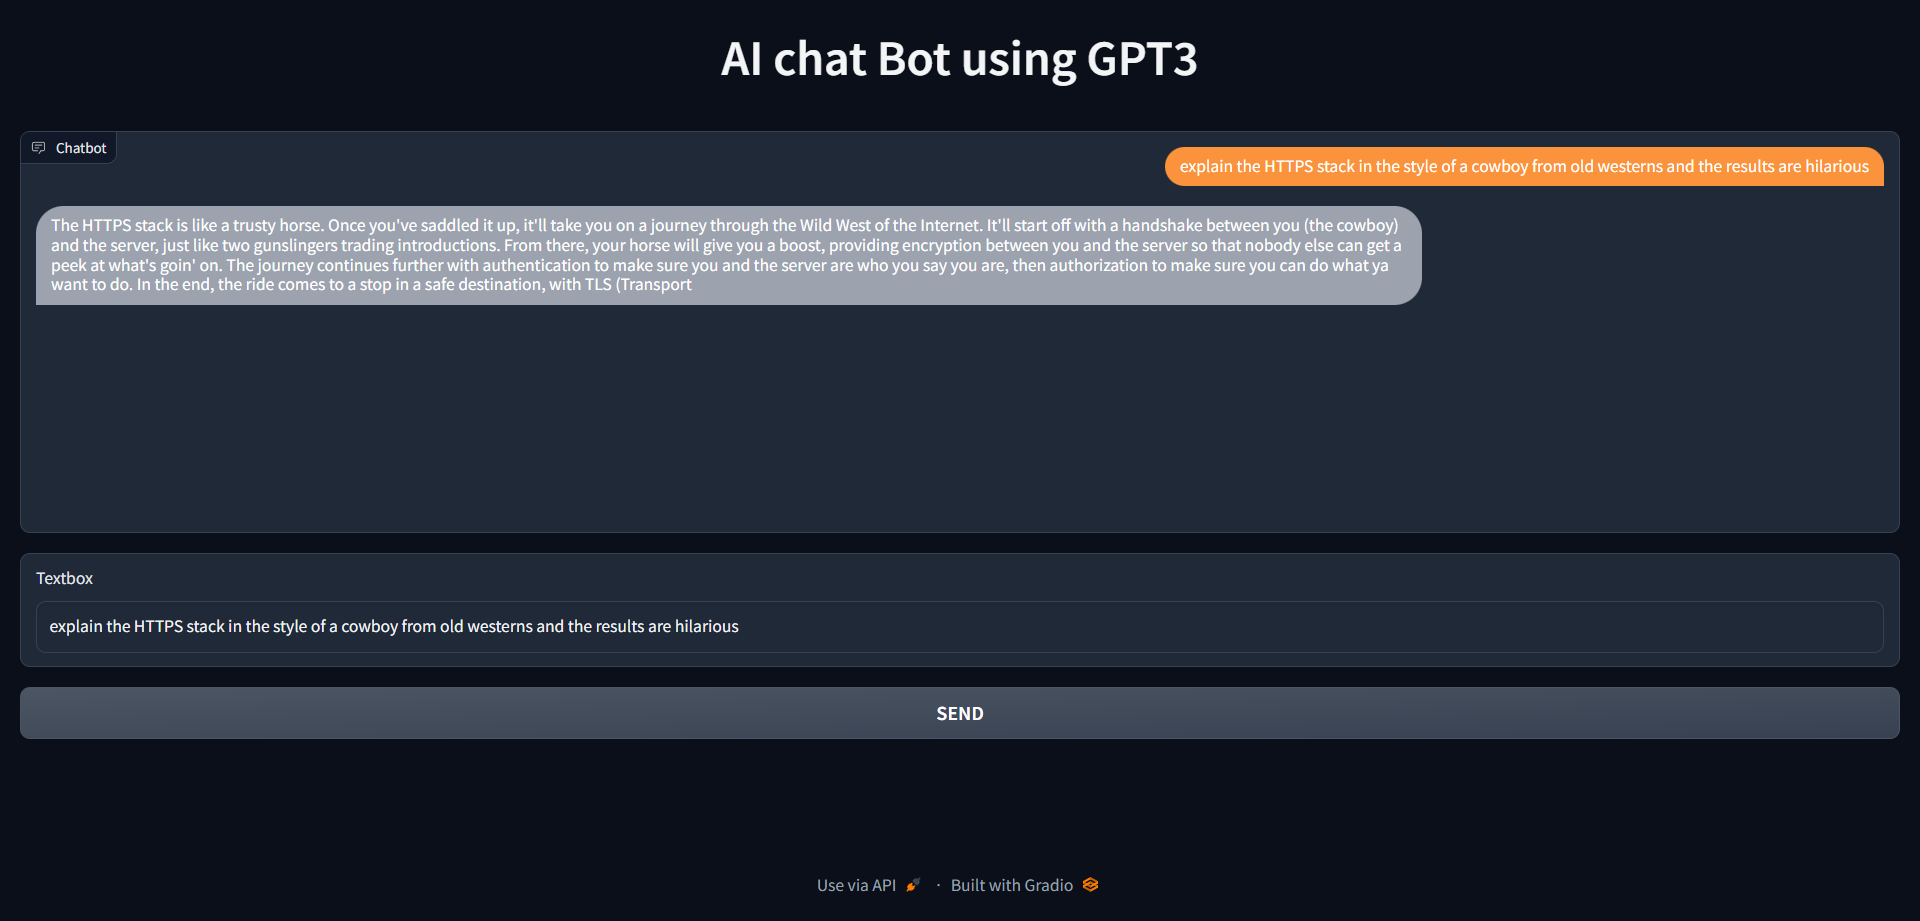 AI chat Bot using GPT3
Chatbot
explain the HTTPS stack in the style of a cowboy from old westerns and the results are hilarious
The HTTPS stack is like a trusty horse. Once you've saddled it up, it'll take you on a journey through the Wild West of the Internet. It'll start off with a handshake between you (the cowboy)
and the server, just like two gunslingers trading introductions. From there, your horse will give you a boost, providing encryption between you and the server so that nobody else can get a
peek at what's goin' on. The journey continues further with authentication to make sure you and the server are who you say you are, then authorization to make sure you can do what ya
want to do. In the end, the ride comes to a stop in a safe destination, with TLS (Transport
Textbox
explain the HTTPS stack in the style of a cowboy from old westerns and the results are hilarious
SEND
Use via API · Built with Gradio